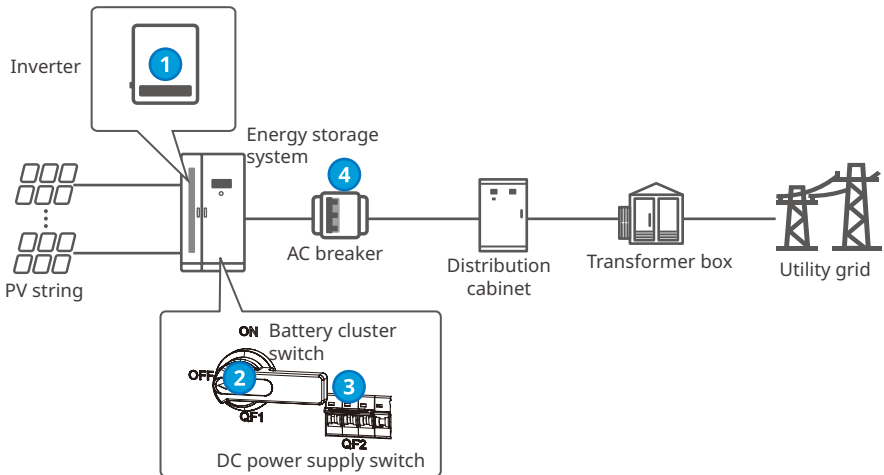 Inverter
1
Energy storage
system
4
AC breaker
PV string
Distribution
cabinet
Transformer box
Utility grid
ON
Battery cluster
switch
OFF
2
3
QF1
QF2
DC power supply switch